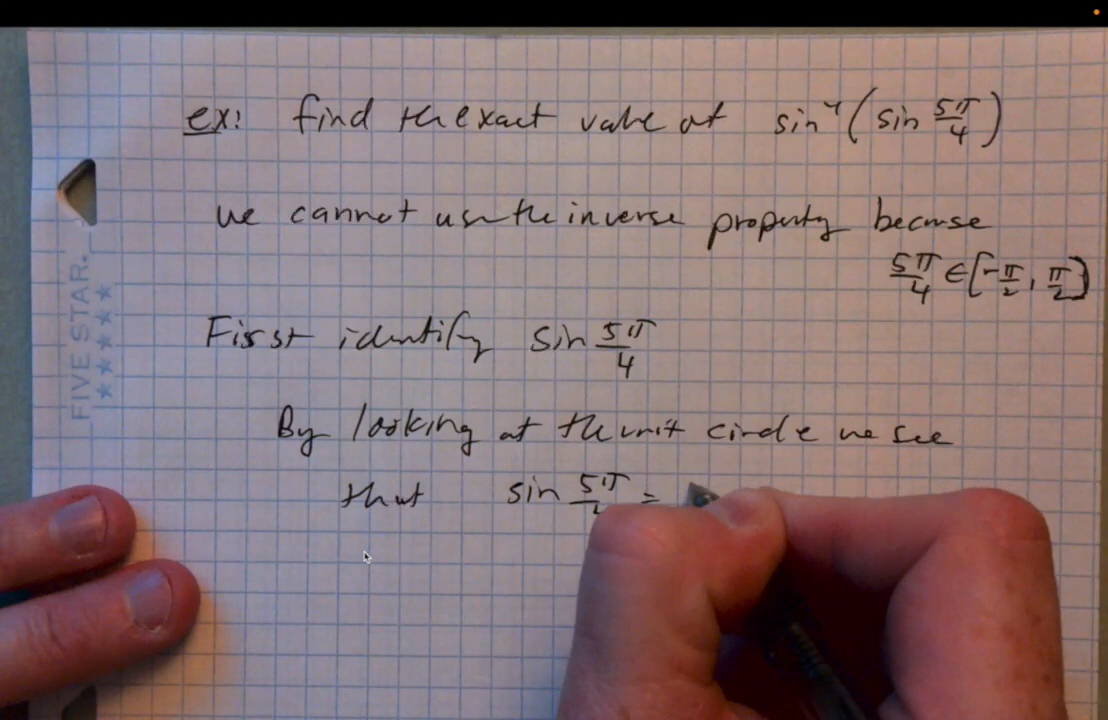 ex: find the exact value of sin⁻¹(sin 5π/4)
we cannot use the inverse property because
5π/4 ∈ [-π/2, π/2]
First identify sin 5π/4
By looking at the unit circle we see
that sin 5π/ =
FIVE STAR.
★★★★★